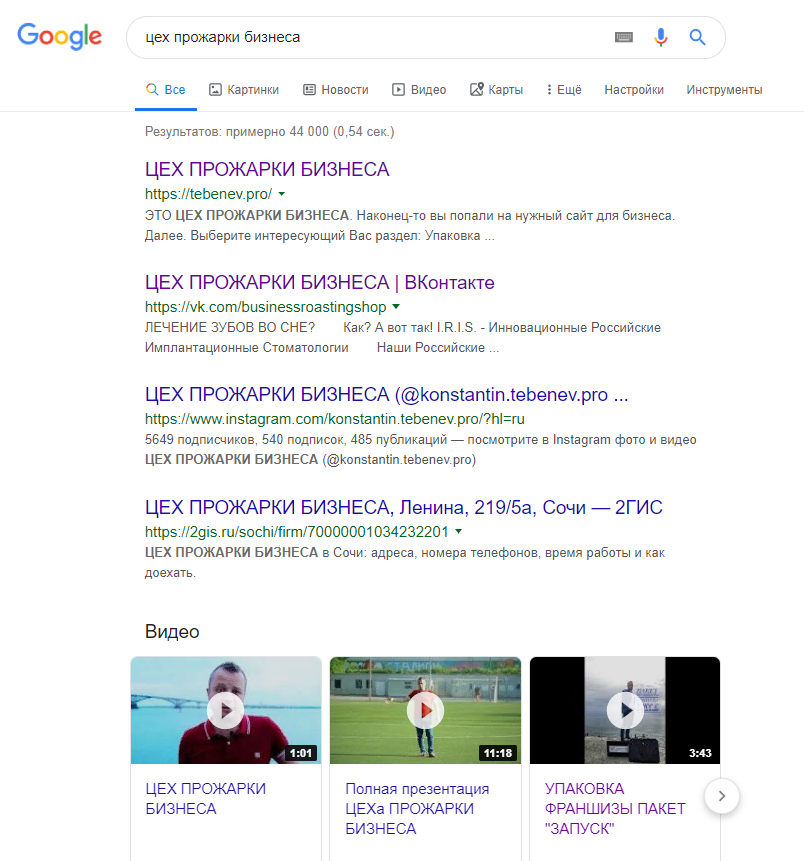 Google
цех прожарки бизнеса
Все
Картинки
Новости
Видео
Карты
Ещё
Настройки
Инструменты
Результатов: примерно 44 000 (0,54 сек.)
ЦЕХ ПРОЖАРКИ БИЗНЕСА
https://tebenev.pro/
ЭТО ЦЕХ ПРОЖАРКИ БИЗНЕСА. Наконец-то вы попали на нужный сайт для бизнеса.
Далее. Выберите интересующий Вас раздел: Упаковка ...
ЦЕХ ПРОЖАРКИ БИЗНЕСА | ВКонтакте
https://vk.com/businessroastingshop
ЛЕЧЕНИЕ ЗУБОВ ВО СНЕ? Как? А вот так! I.R.I.S. - Инновационные Российские
Имплантационные Стоматологии Наши Российские ...
ЦЕХ ПРОЖАРКИ БИЗНЕСА (@konstantin.tebenev.pro ...
https://www.instagram.com/konstantin.tebenev.pro/?hl=ru
5649 подписчиков, 540 подписок, 485 публикаций — посмотрите в Instagram фото и видео
ЦЕХ ПРОЖАРКИ БИЗНЕСА (@konstantin.tebenev.pro)
ЦЕХ ПРОЖАРКИ БИЗНЕСА, Ленина, 219/5а, Сочи — 2ГИС
https://2gis.ru/sochi/firm/70000001034232201
ЦЕХ ПРОЖАРКИ БИЗНЕСА в Сочи: адреса, номера телефонов, время работы и как
доехать.
Видео
1:01
11:18
3:43
ЦЕХ ПРОЖАРКИ
БИЗНЕСА
Полная презентация
ЦЕХа ПРОЖАРКИ
БИЗНЕСА
УПАКОВКА
ФРАНШИЗЫ ПАКЕТ
"ЗАПУСК"